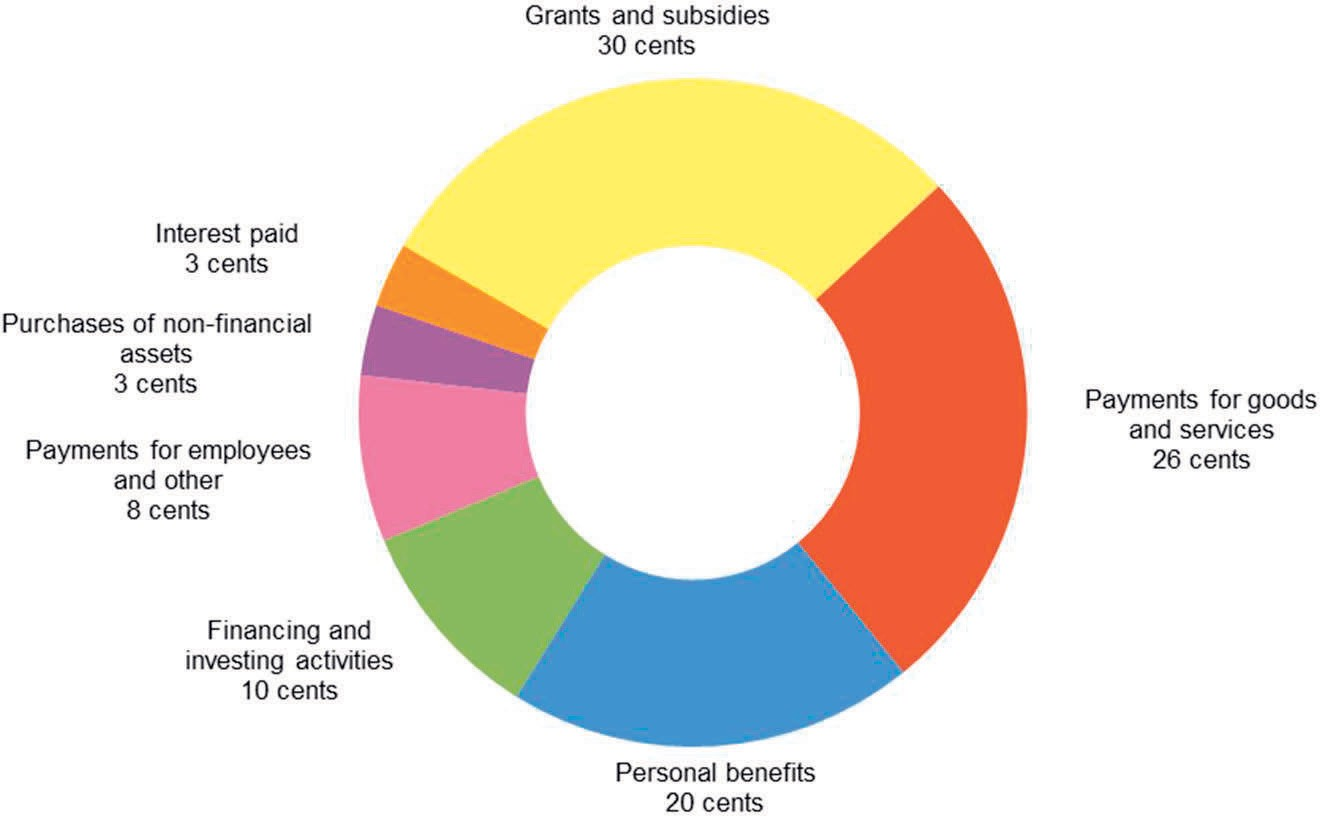 Grants and subsidies
30 cents
Interest paid
3 cents
Purchases of non-financial
assets
3 cents
Payments for goods
and services
26 cents
Payments for employees
and other
8 cents
Financing and
investing activities
10 cents
Personal benefits
20 cents